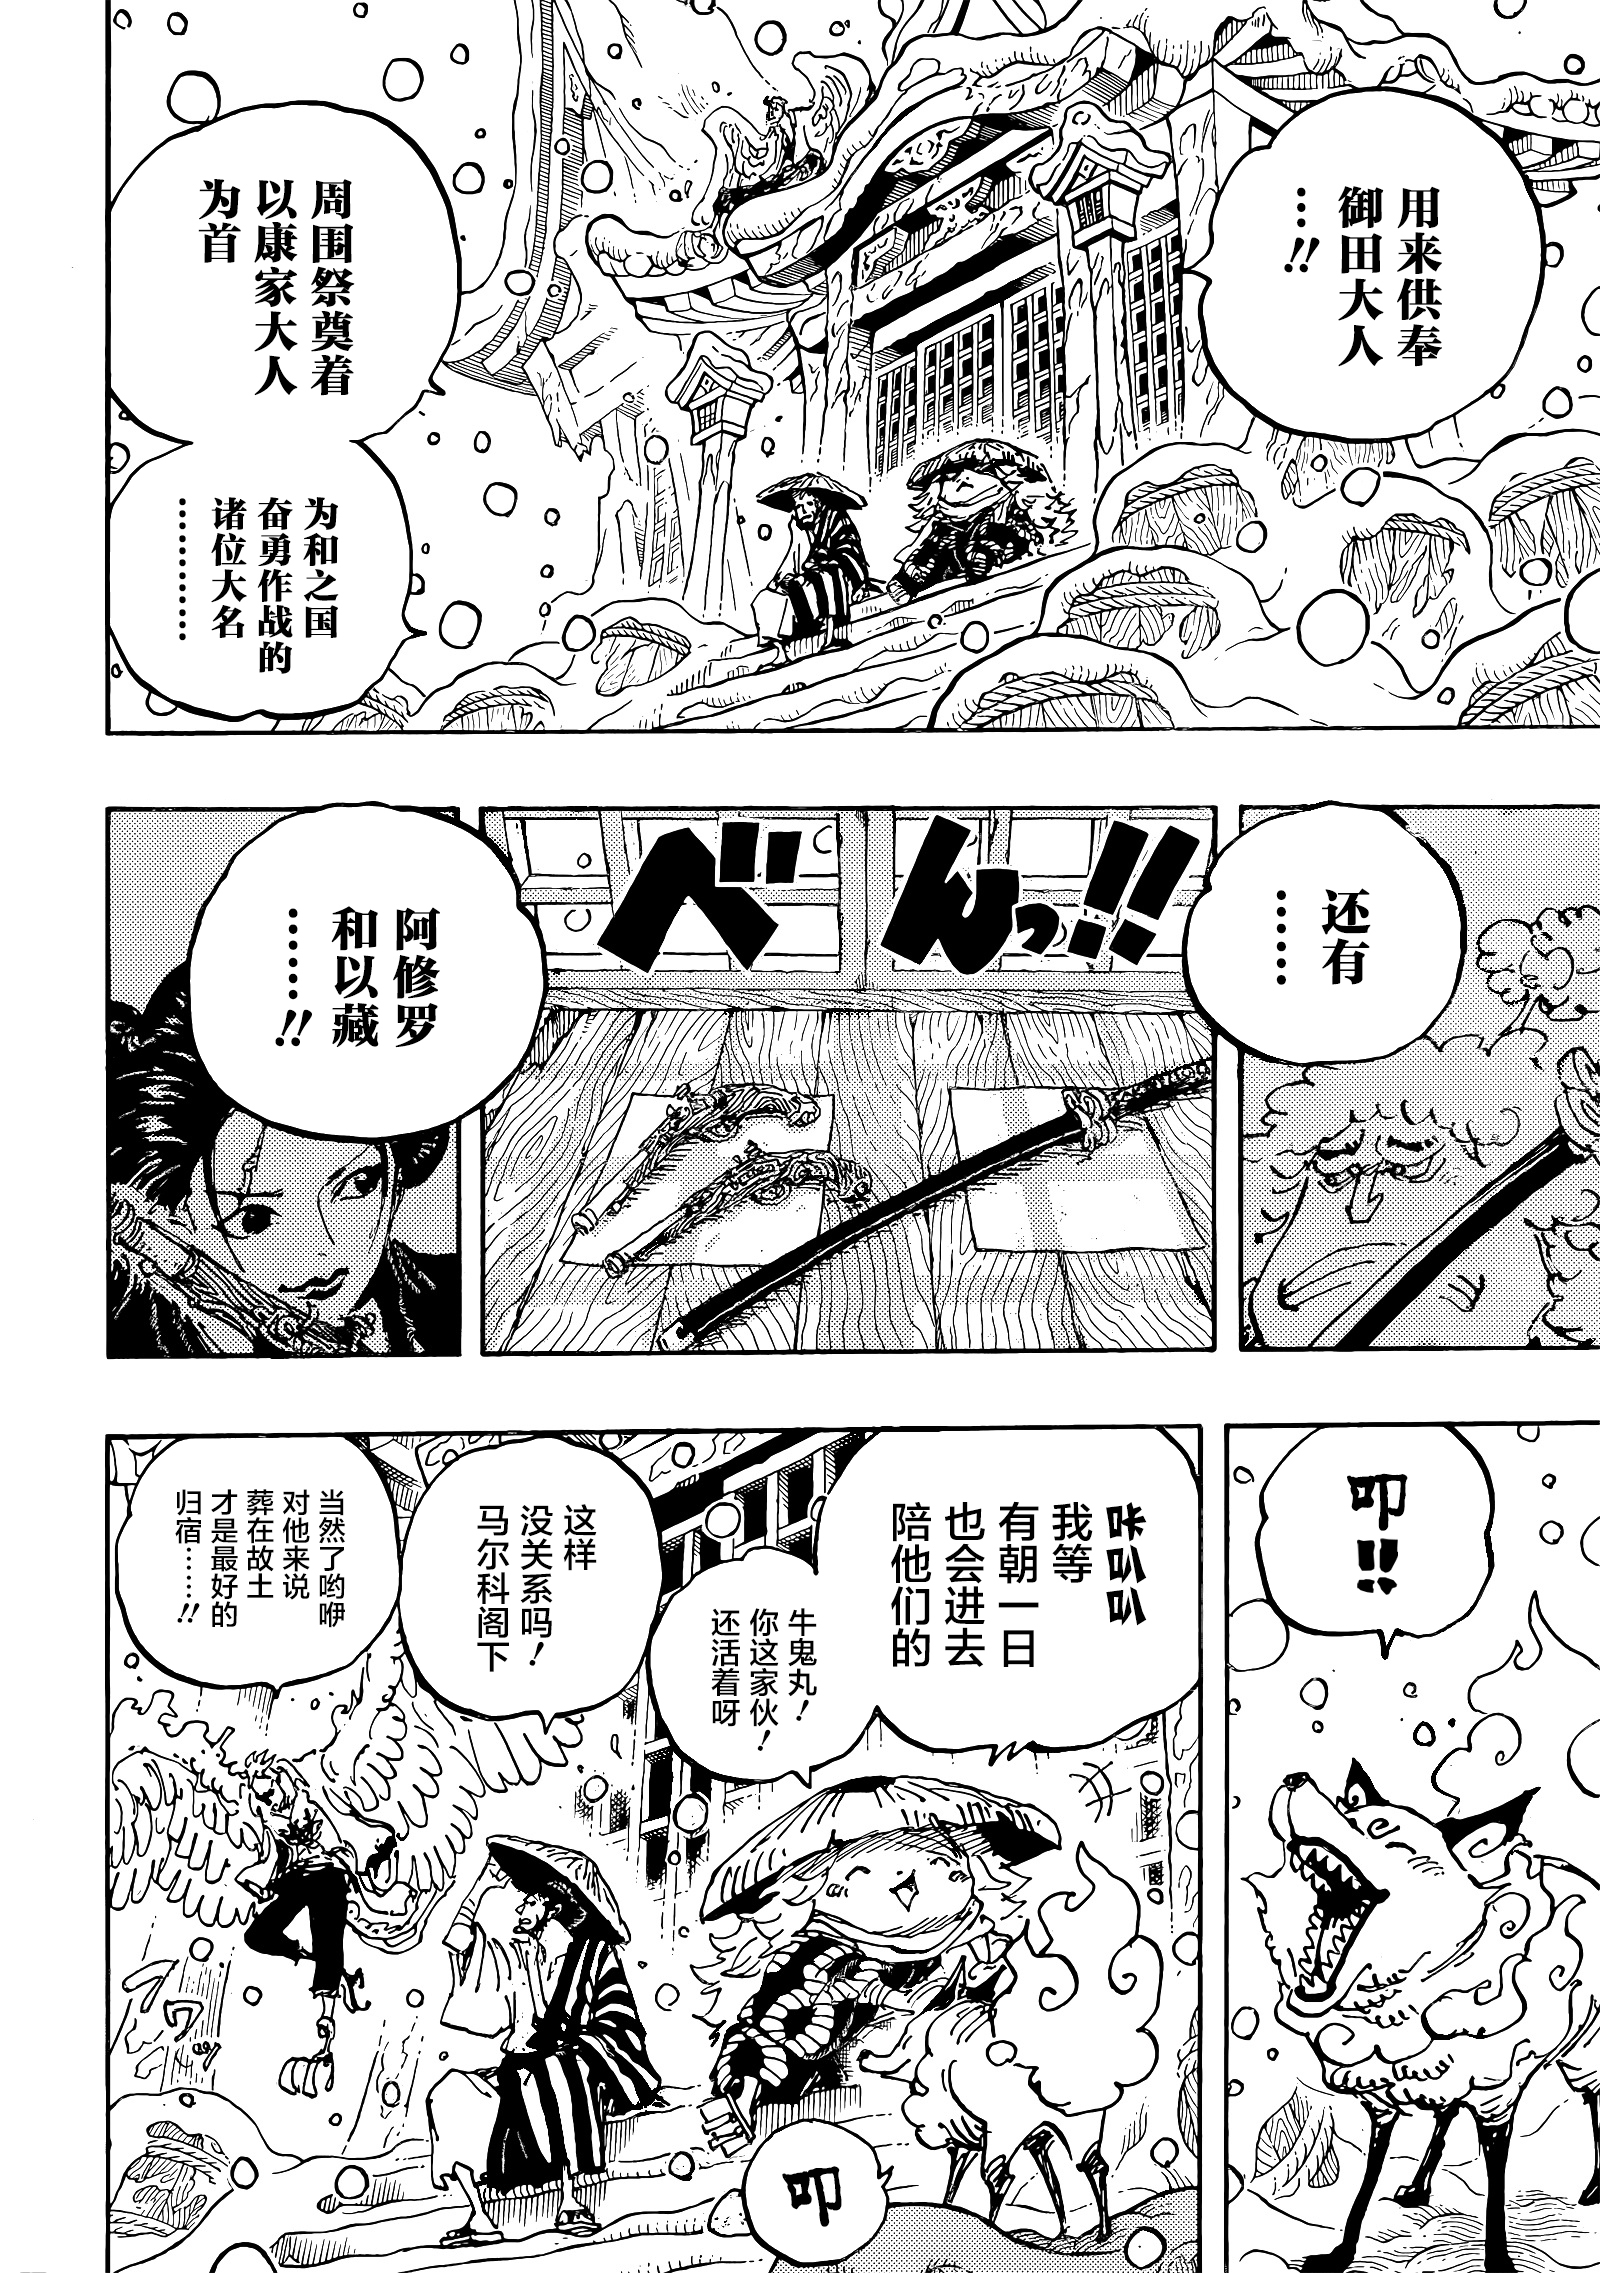 用来供奉
御田大人
…!!
周围祭奠着
以康家大人
为首
为和之国
奋勇作战的
诸位大名
…………
还有
……
べんっ!!
阿修罗
和以藏
……!!
叩!!
咔叭叭
我等
有朝一日
也会进去
陪他们的
牛鬼丸！
你这家伙！
还活着呀
这样
没关系吗！
马尔科阁下
当然了哟咿
对他来说
葬在故土
才是最好的
归宿……!!
叩